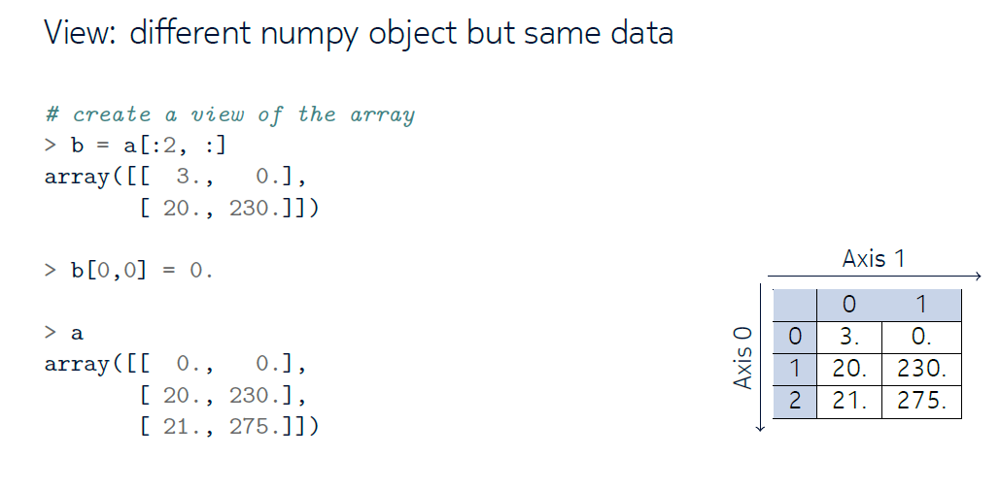 View: different numpy object but same data
# create a view of the array
> b = a[:2, :]
array([[  3.,   0.],
       [ 20., 230.]])
> b[0,0] = 0.
> a
array([[  0.,   0.],
       [ 20., 230.],
       [ 21., 275.]])
Axis 1
Axis 0
0 1
0 3. 0.
1 20. 230.
2 21. 275.